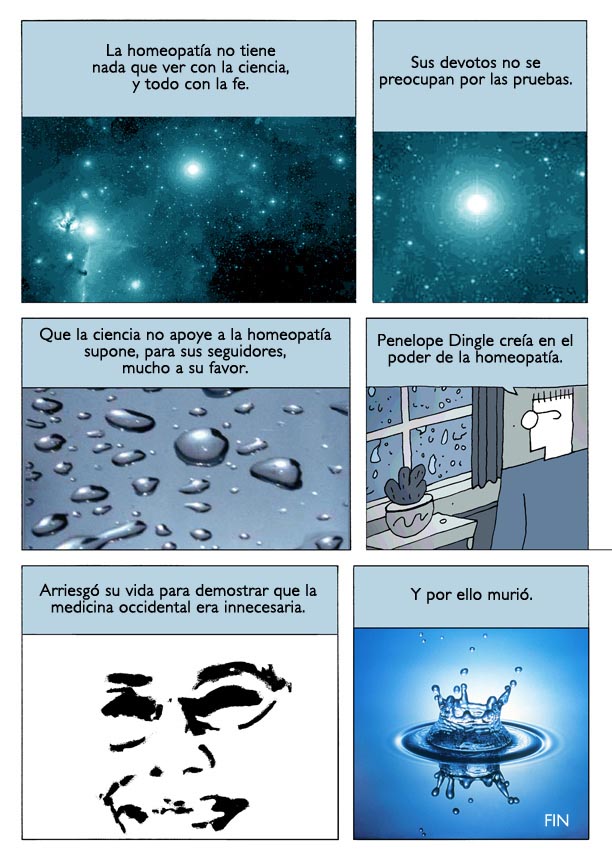 La homeopatía no tiene
nada que ver con la ciencia,
y todo con la fe.
Sus devotos no se
preocupan por las pruebas.
Que la ciencia no apoye a la homeopatía
supone, para sus seguidores,
mucho a su favor.
Penelope Dingle creía en el
poder de la homeopatía.
Arriesgó su vida para demostrar que la
medicina occidental era innecesaria.
Y por ello murió.
FIN